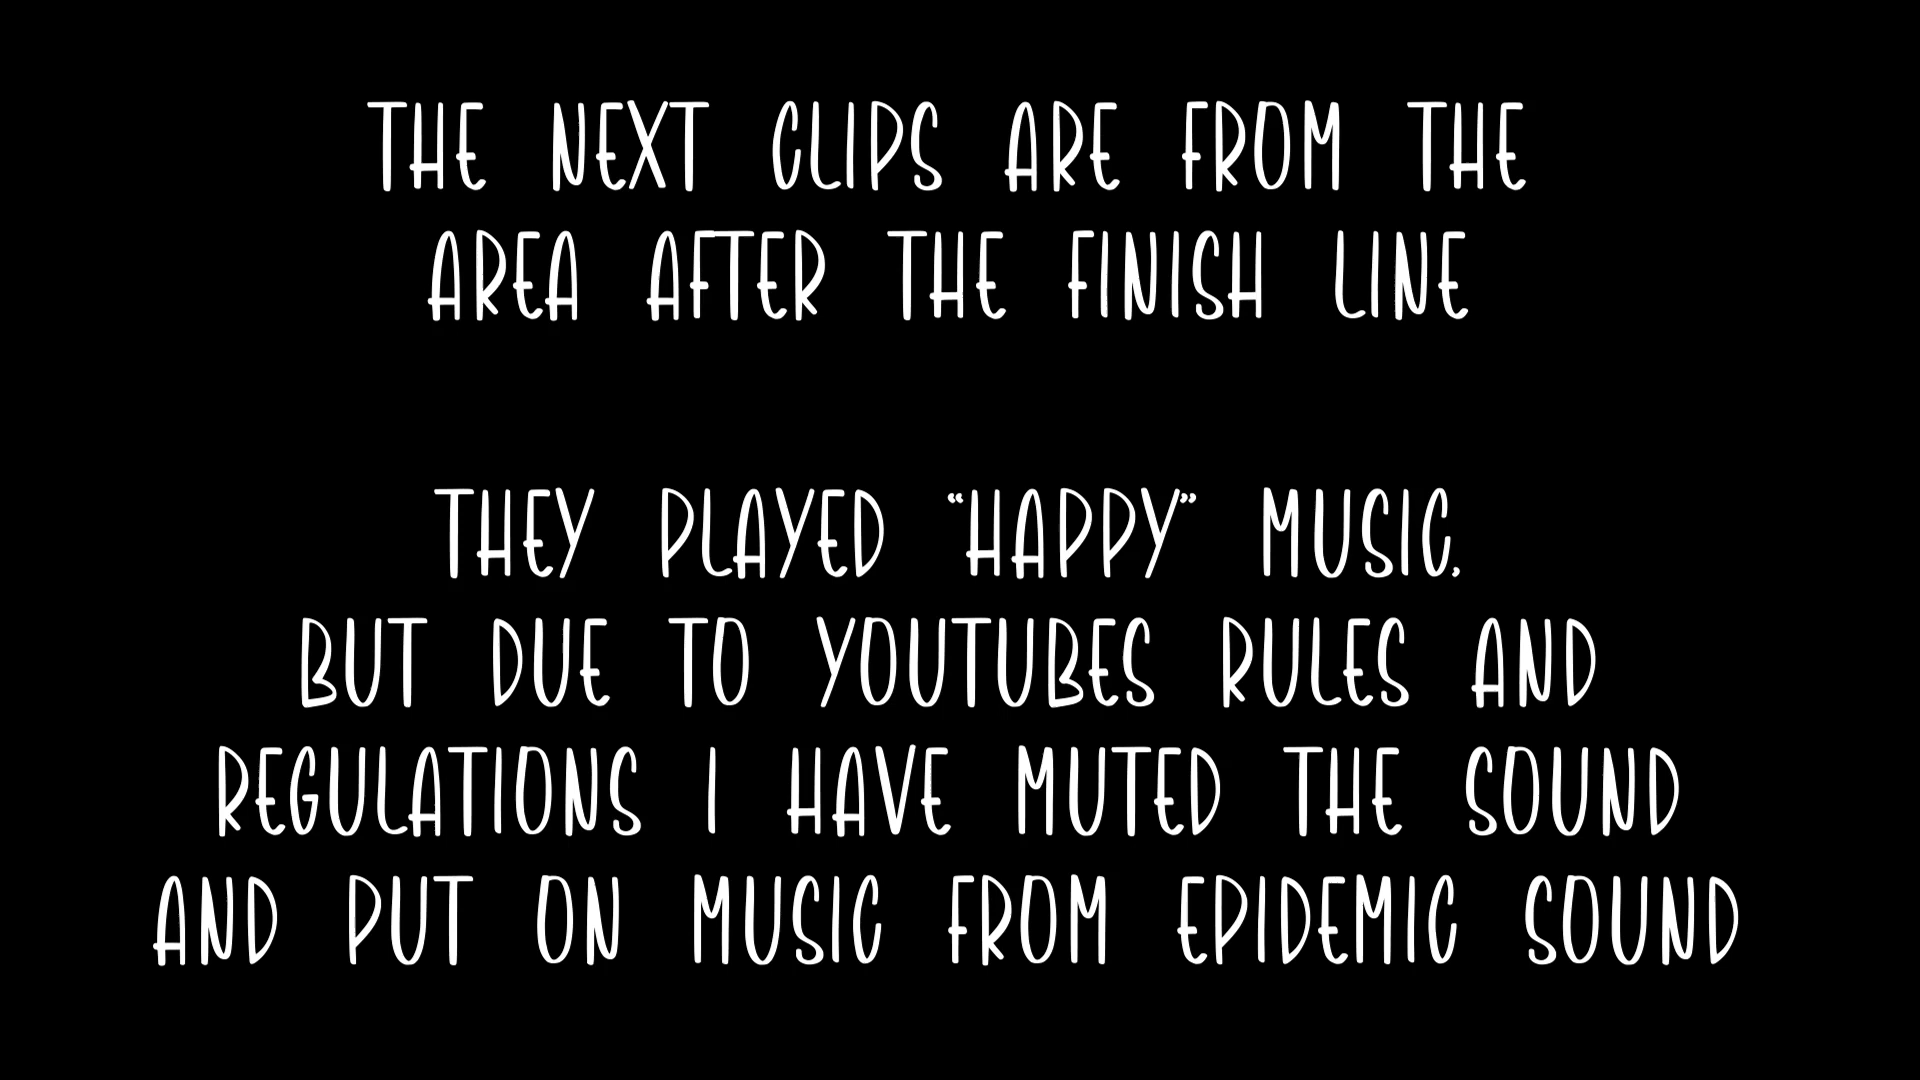 THE NEXT CLIPS ARE FROM THE
AREA AFTER THE FINISH LINE
THEY PLAYED “HAPPY” MUSIC,
BUT DUE TO YOUTUBES RULES AND
REGULATIONS I HAVE MUTED THE SOUND
AND PUT ON MUSIC FROM EPIDEMIC SOUND